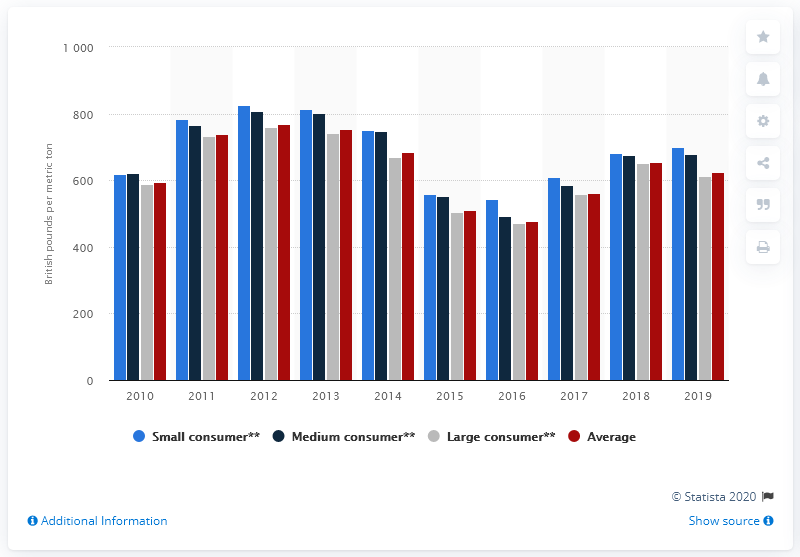 1 000
800
600
400
200
0
British pounds per metric ton
2010 2011 2012 2013 2014 2015 2016 2017 2018 2019
Small consumer** Medium consumer** Large consumer** Average
© Statista 2020
Additional Information Show source